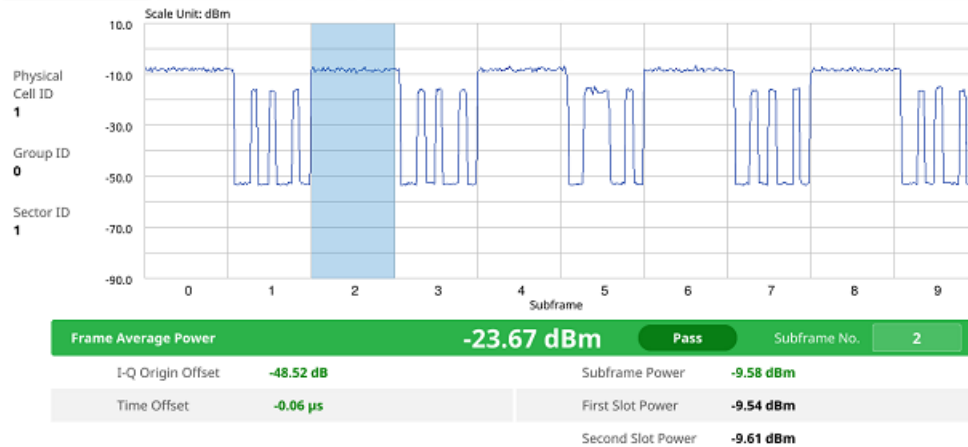 Scale Unit: dBm
10.0
-10.0
-30.0
-50.0
-70.0
-90.0
Physical
Cell ID
1
Group ID
0
Sector ID
1
0 1 2 3 4 5 6 7 8 9
Subframe
Frame Average Power -23.67 dBm Pass Subframe No. 2
I-Q Origin Offset -48.52 dB Subframe Power -9.58 dBm
Time Offset -0.06 µs First Slot Power -9.54 dBm
Second Slot Power -9.61 dBm